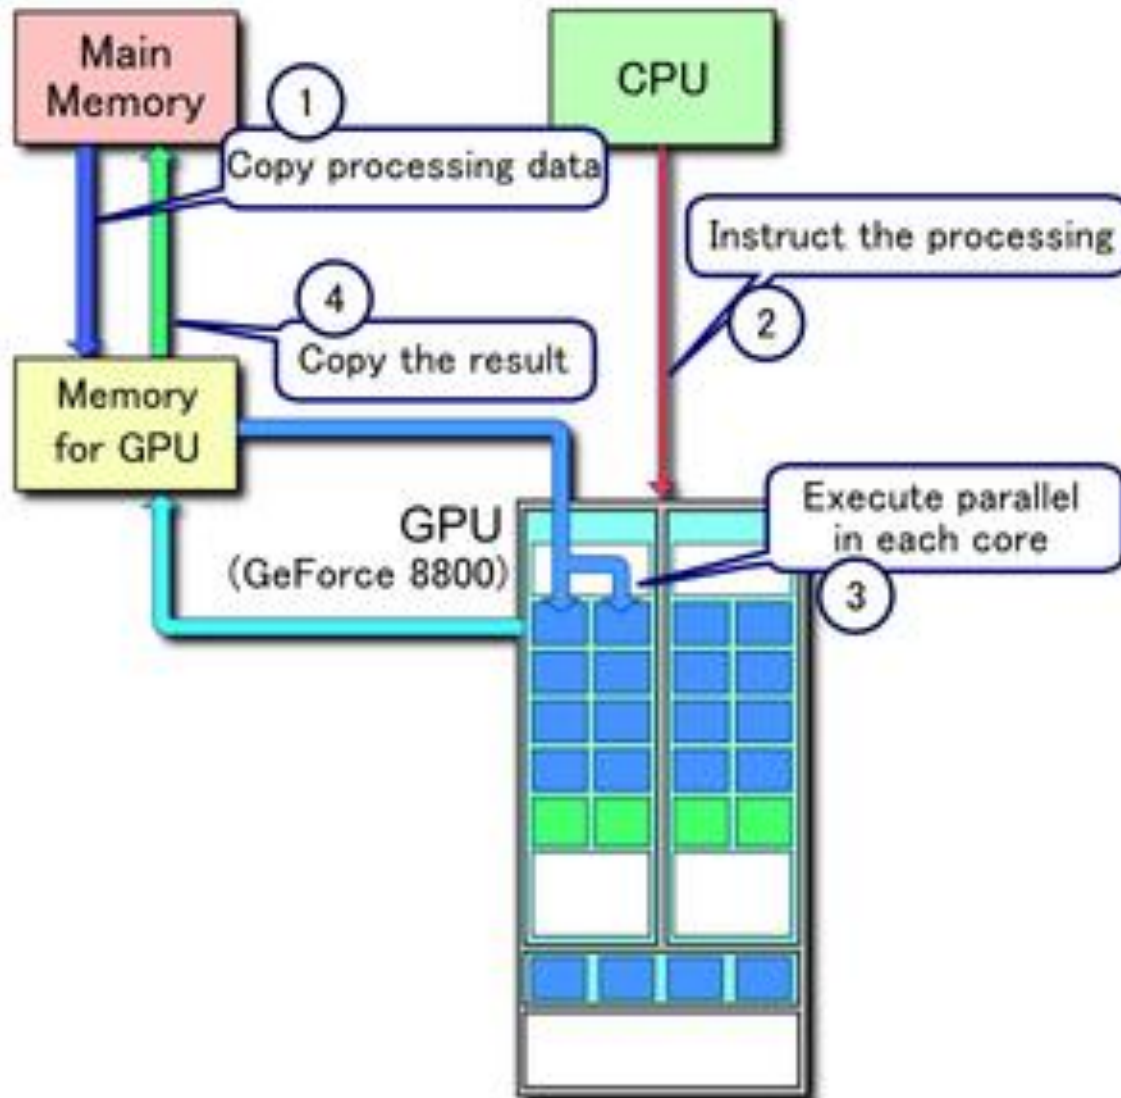 Main
Memory
CPU
1
Copy processing data
Instruct the processing
2
4
Copy the result
Memory
for GPU
GPU
(GeForce 8800)
Execute parallel
in each core
3